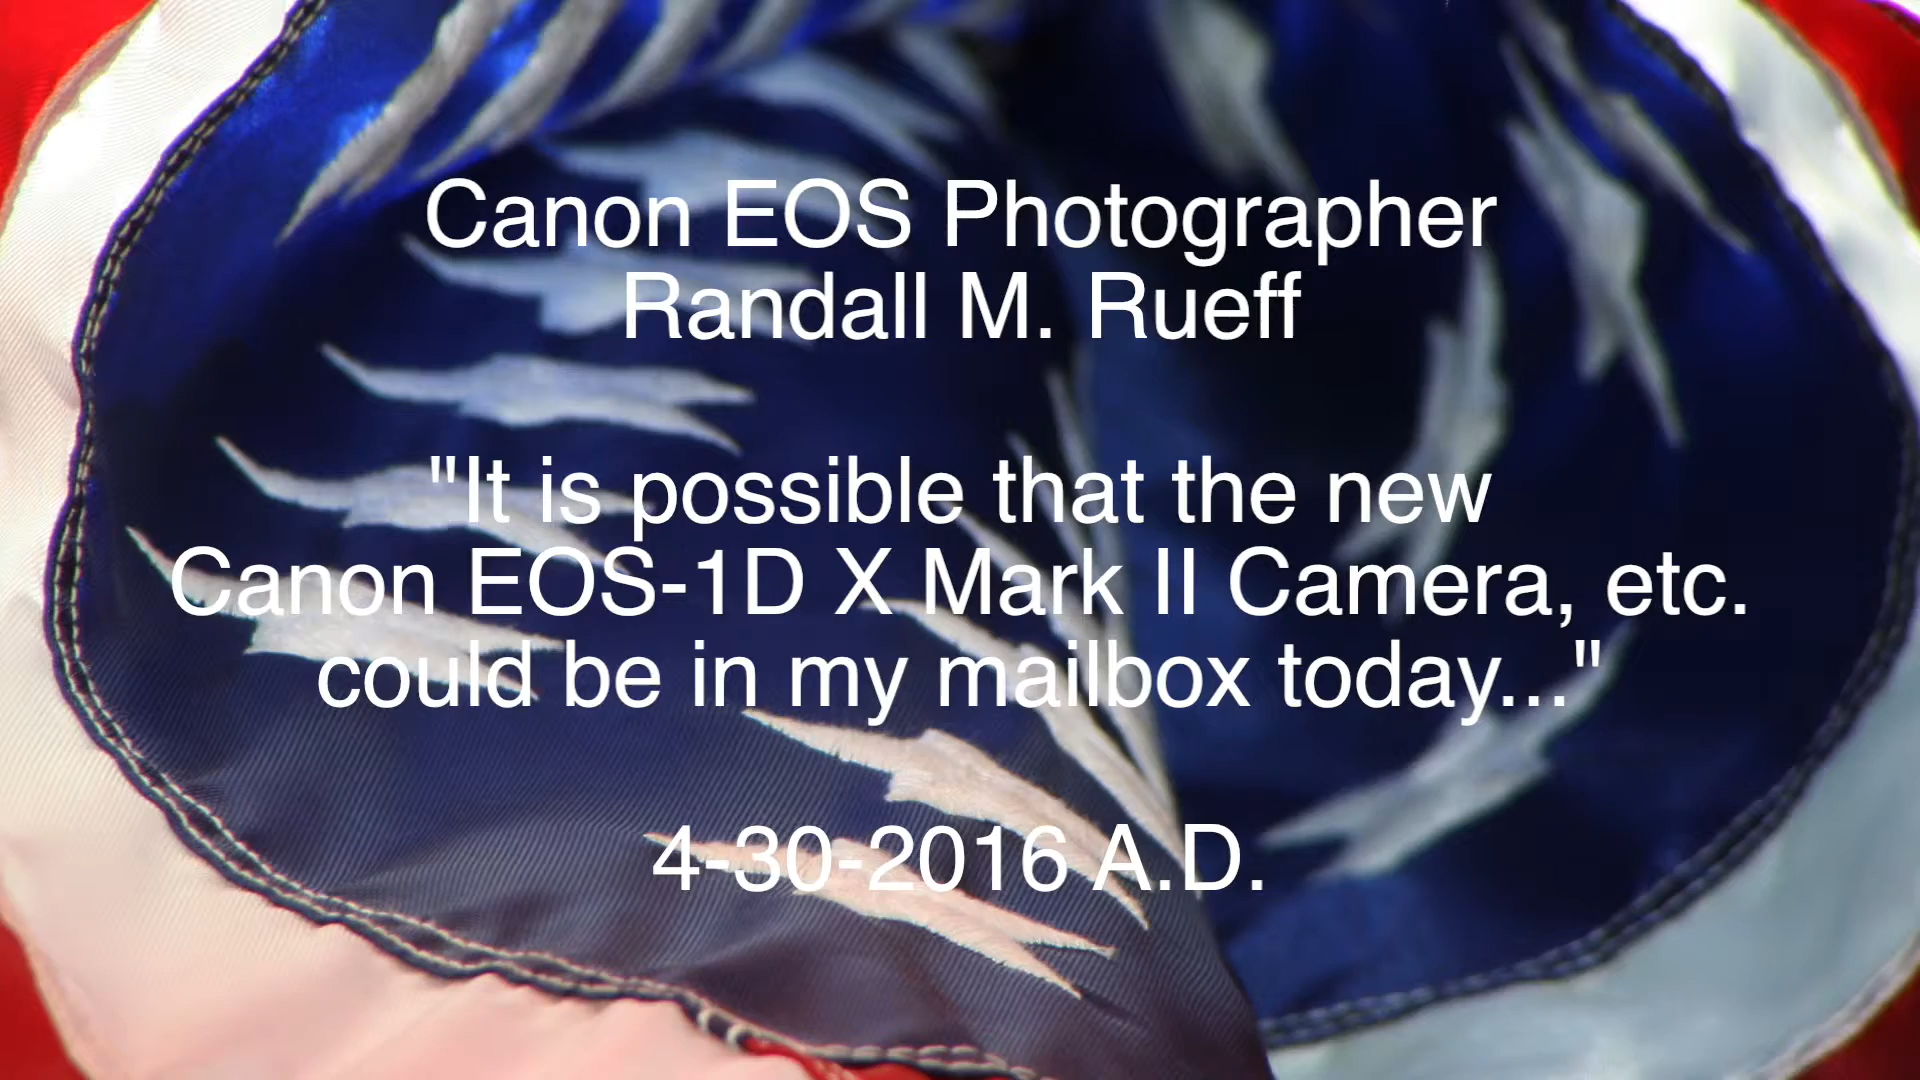 Canon EOS Photographer
Randall M. Rueff
"It is possible that the new
Canon EOS-1D X Mark II Camera, etc.
could be in my mailbox today..."
4-30-2016 A.D.